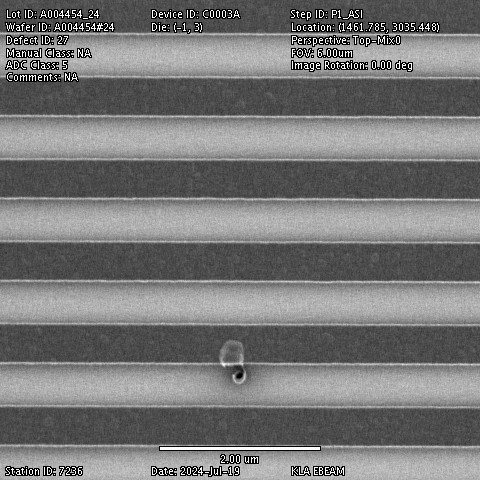 Lot ID: A004454_24 Device ID: C0003A Step ID: P1_ASI
Wafer ID: A004454#24 Die: (-1, 3) Location: (1461.785, 3035.448)
Defect ID: 27 Perspective: Top-Mix0
Manual Class: NA FOV: 6.00um
ADC Class: 5 Image Rotation: 0.00 deg
Comments: NA
2.00 um
Station ID: 7236 Date: 2024-Jul-19 KLA EBEAM